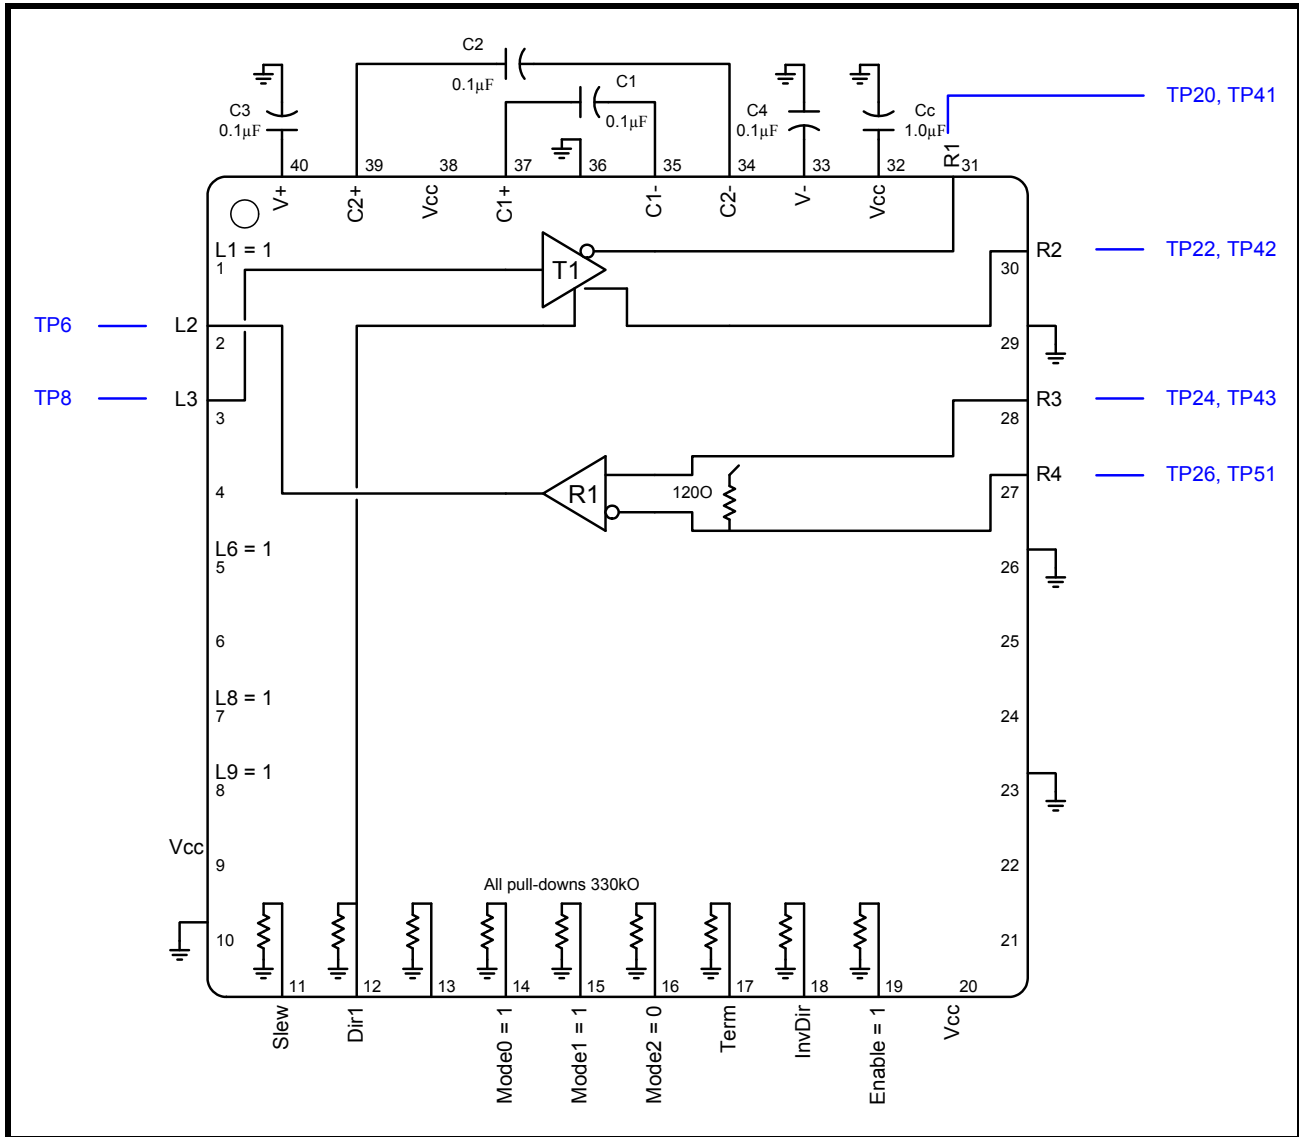 C2
0.1µF
C1
0.1µF
C3
0.1µF
C4
0.1µF
Cc
1.0µF
R1
TP20, TP41
40
39
38
37
36
35
34
33
32
31
V+
C2+
Vcc
C1+
C1-
C2-
V-
Vcc
L1 = 1
1
T1
R2
30
TP22, TP42
TP6
L2
2
29
TP8
L3
3
R3
28
TP24, TP43
4
R1
120O
R4
27
TP26, TP51
L6 = 1
5
26
6
25
L8 = 1
7
24
L9 = 1
8
23
Vcc
9
22
All pull-downs 330kO
10
21
11
12
13
14
15
16
17
18
19
20
Slew
Dir1
Mode0 = 1
Mode1 = 1
Mode2 = 0
Term
InvDir
Enable = 1
Vcc